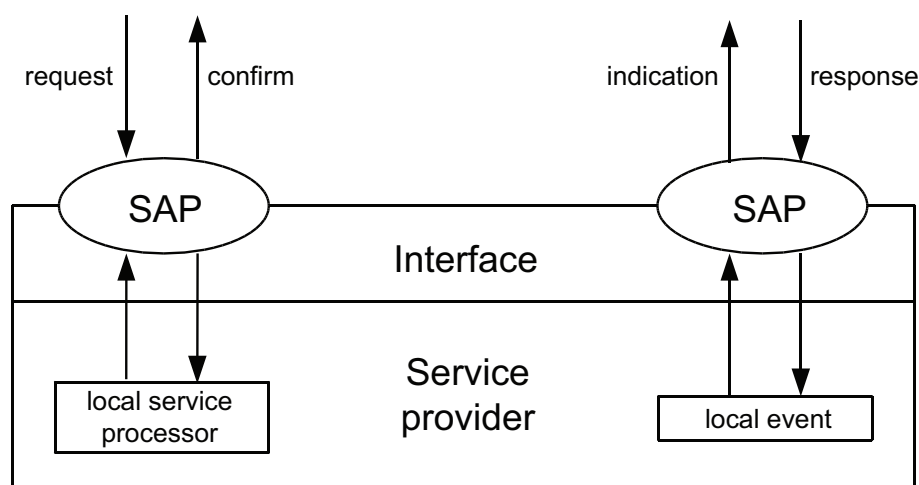 request
confirm
indication
response
SAP
SAP
Interface
Service
provider
local service
processor
local event